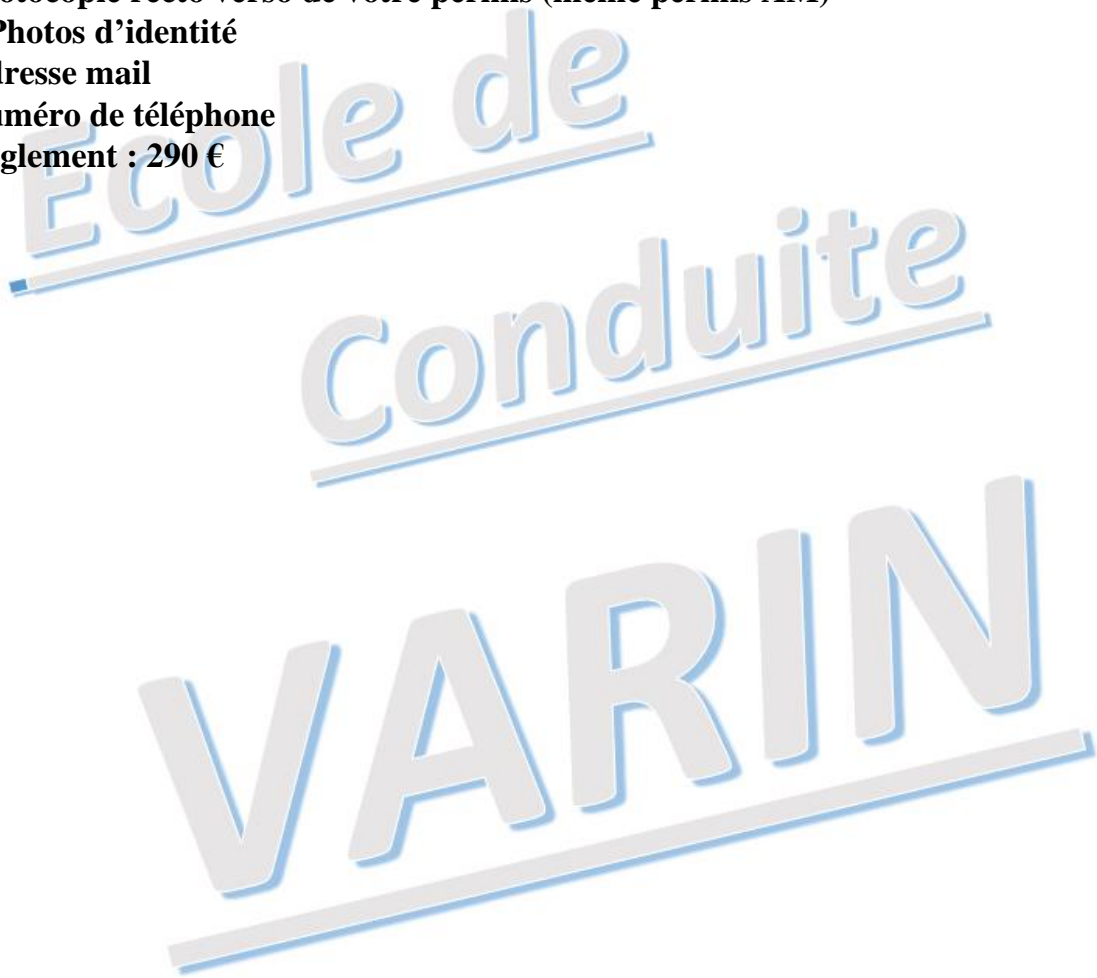 otocopie recto verso de votre permis (même permis AM)
Photos d’identité
dresse mail
uméro de téléphone
glement : 290 €
Ecole de
Conduite
VARIN